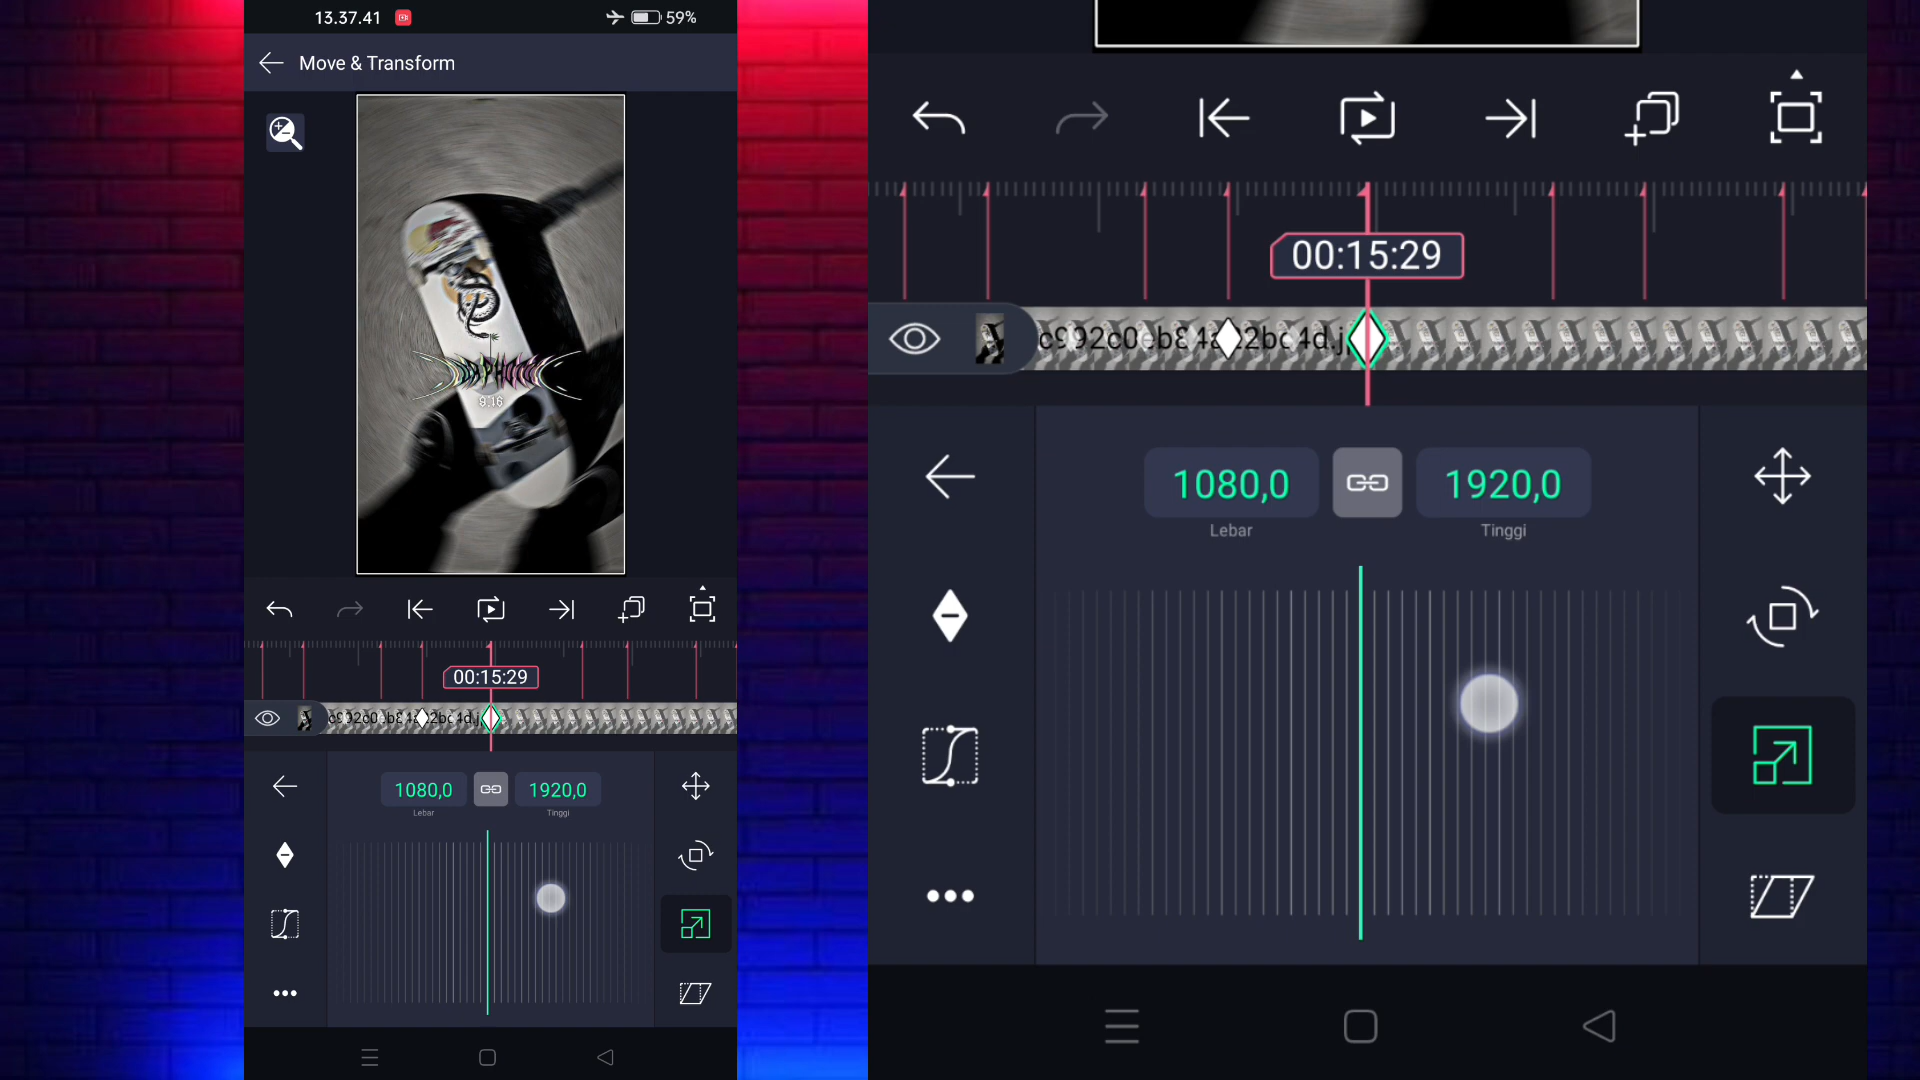 13.37.41
59%
Move & Transform
9:16
00:15:29
1080,0
1920,0
Lebar
Tinggi
00:15:29
1080,0
1920,0
Lebar
Tinggi